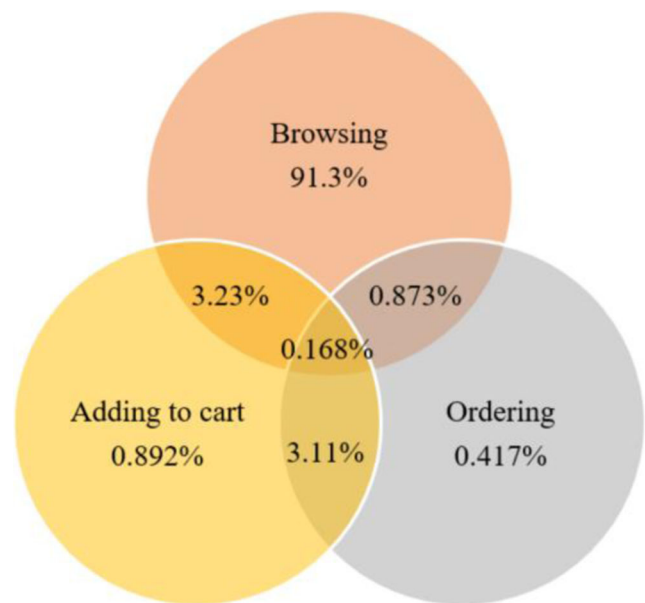 Browsing
91.3%
3.23%
0.873%
0.168%
Adding to cart
0.892%
3.11%
Ordering
0.417%